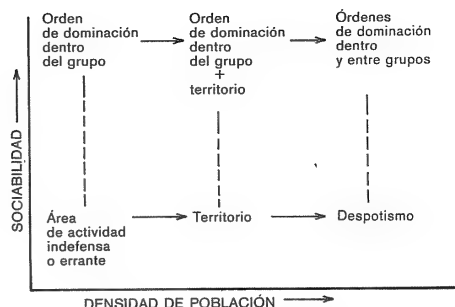 Orden
de dominación
dentro
del grupo
Orden
de dominación
dentro
del grupo
+
territorio
Órdenes
de dominación
dentro
y entre grupos
SOCIABILIDAD
Área
de actividad
indefensa
o errante
Territorio
Despotismo
DENSIDAD DE POBLACIÓN